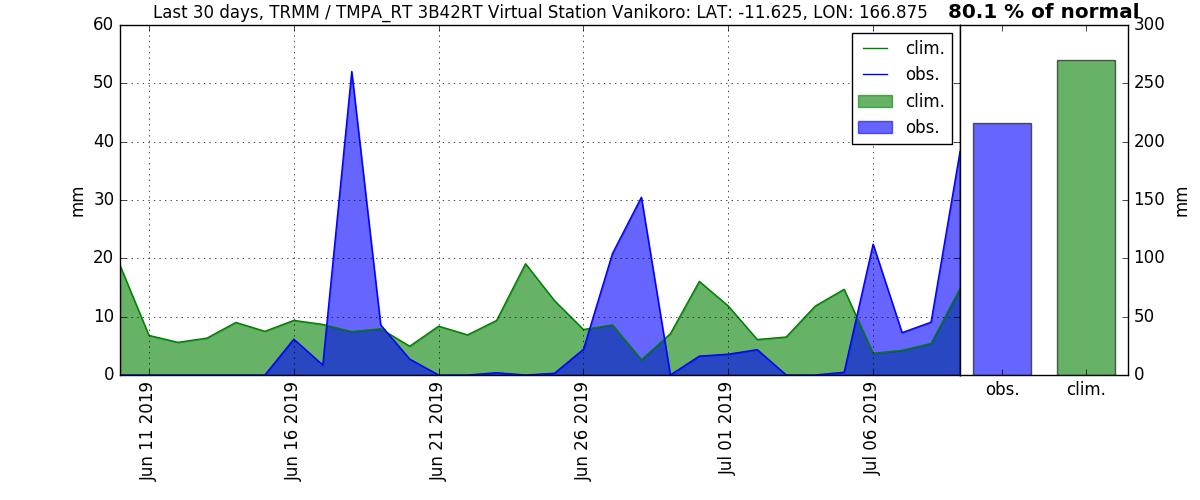 Last 30 days, TRMM / TMPA_RT 3B42RT Virtual Station Vanikoro: LAT: -11.625, LON: 166.875
80.1 % of normal
60
50
40
30
20
10
0
mm
clim.
obs.
clim.
obs.
300
250
200
150
100
50
0
mm
Jun 11 2019
Jun 16 2019
Jun 21 2019
Jun 26 2019
Jul 01 2019
Jul 06 2019
obs.
clim.